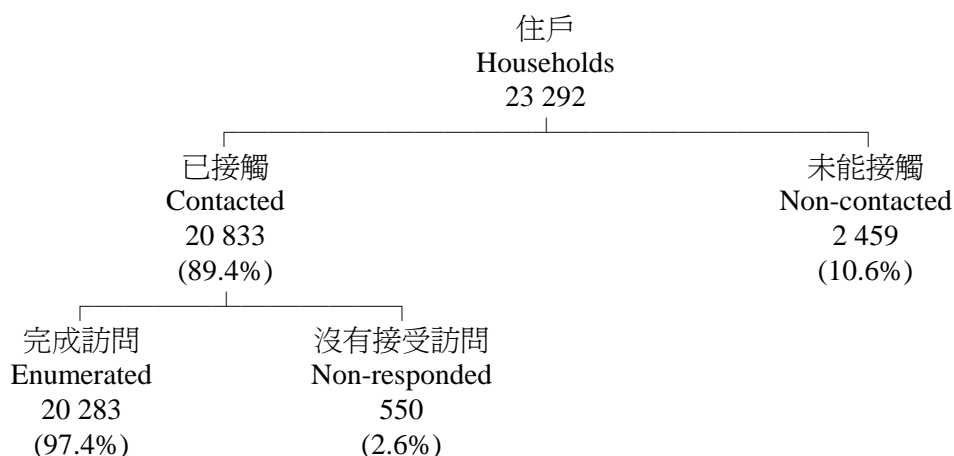 住戶
Households
23 292
已接觸
Contacted
20 833
(89.4%)
未能接觸
Non-contacted
2 459
(10.6%)
完成訪問
Enumerated
20 283
(97.4%)
沒有接受訪問
Non-responded
550
(2.6%)